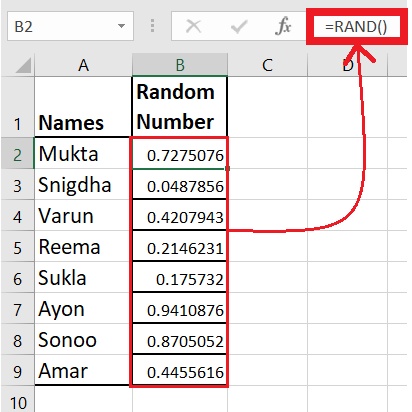 B2 fx =RAND()
A B C D
Random
1 Names Number
2 Mukta 0.7275076
3 Snigdha 0.0487856
4 Varun 0.4207943
5 Reema 0.2146231
6 Sukla 0.175732
7 Ayon 0.9410876
8 Sonoo 0.8705052
9 Amar 0.4455616
10